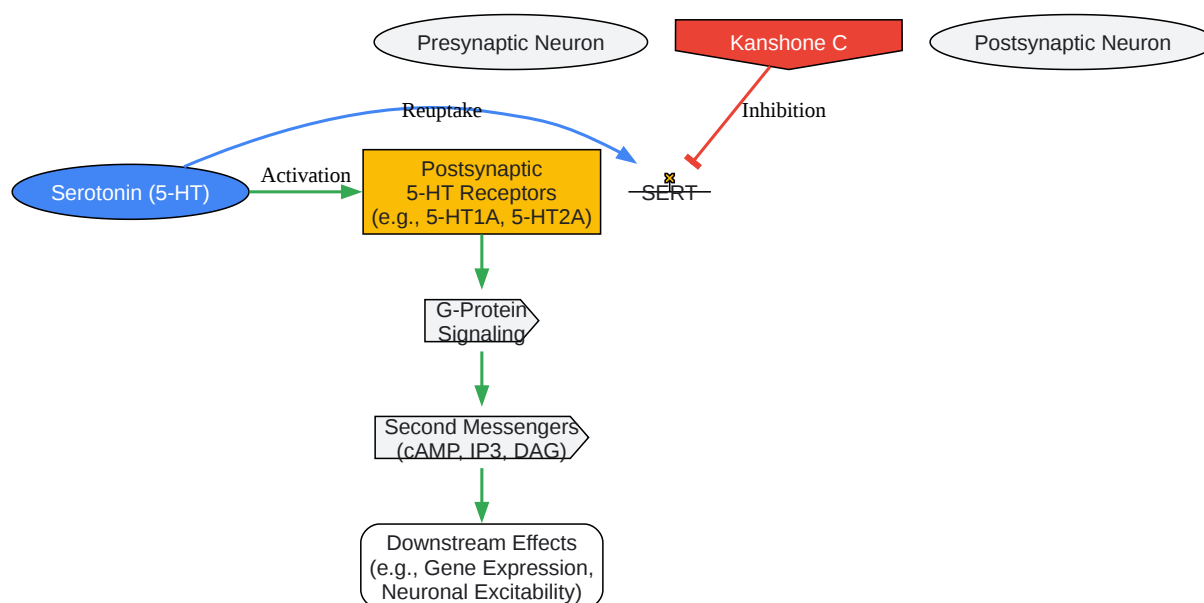 Presynaptic Neuron
Kanshone C
Postsynaptic Neuron
Reuptake
Inhibition
Serotonin (5-HT)
Activation
Postsynaptic
5-HT Receptors
(e.g., 5-HT1A, 5-HT2A)
SERT
G-Protein
Signaling
Second Messengers
(cAMP, IP3, DAG)
Downstream Effects
(e.g., Gene Expression,
Neuronal Excitability)